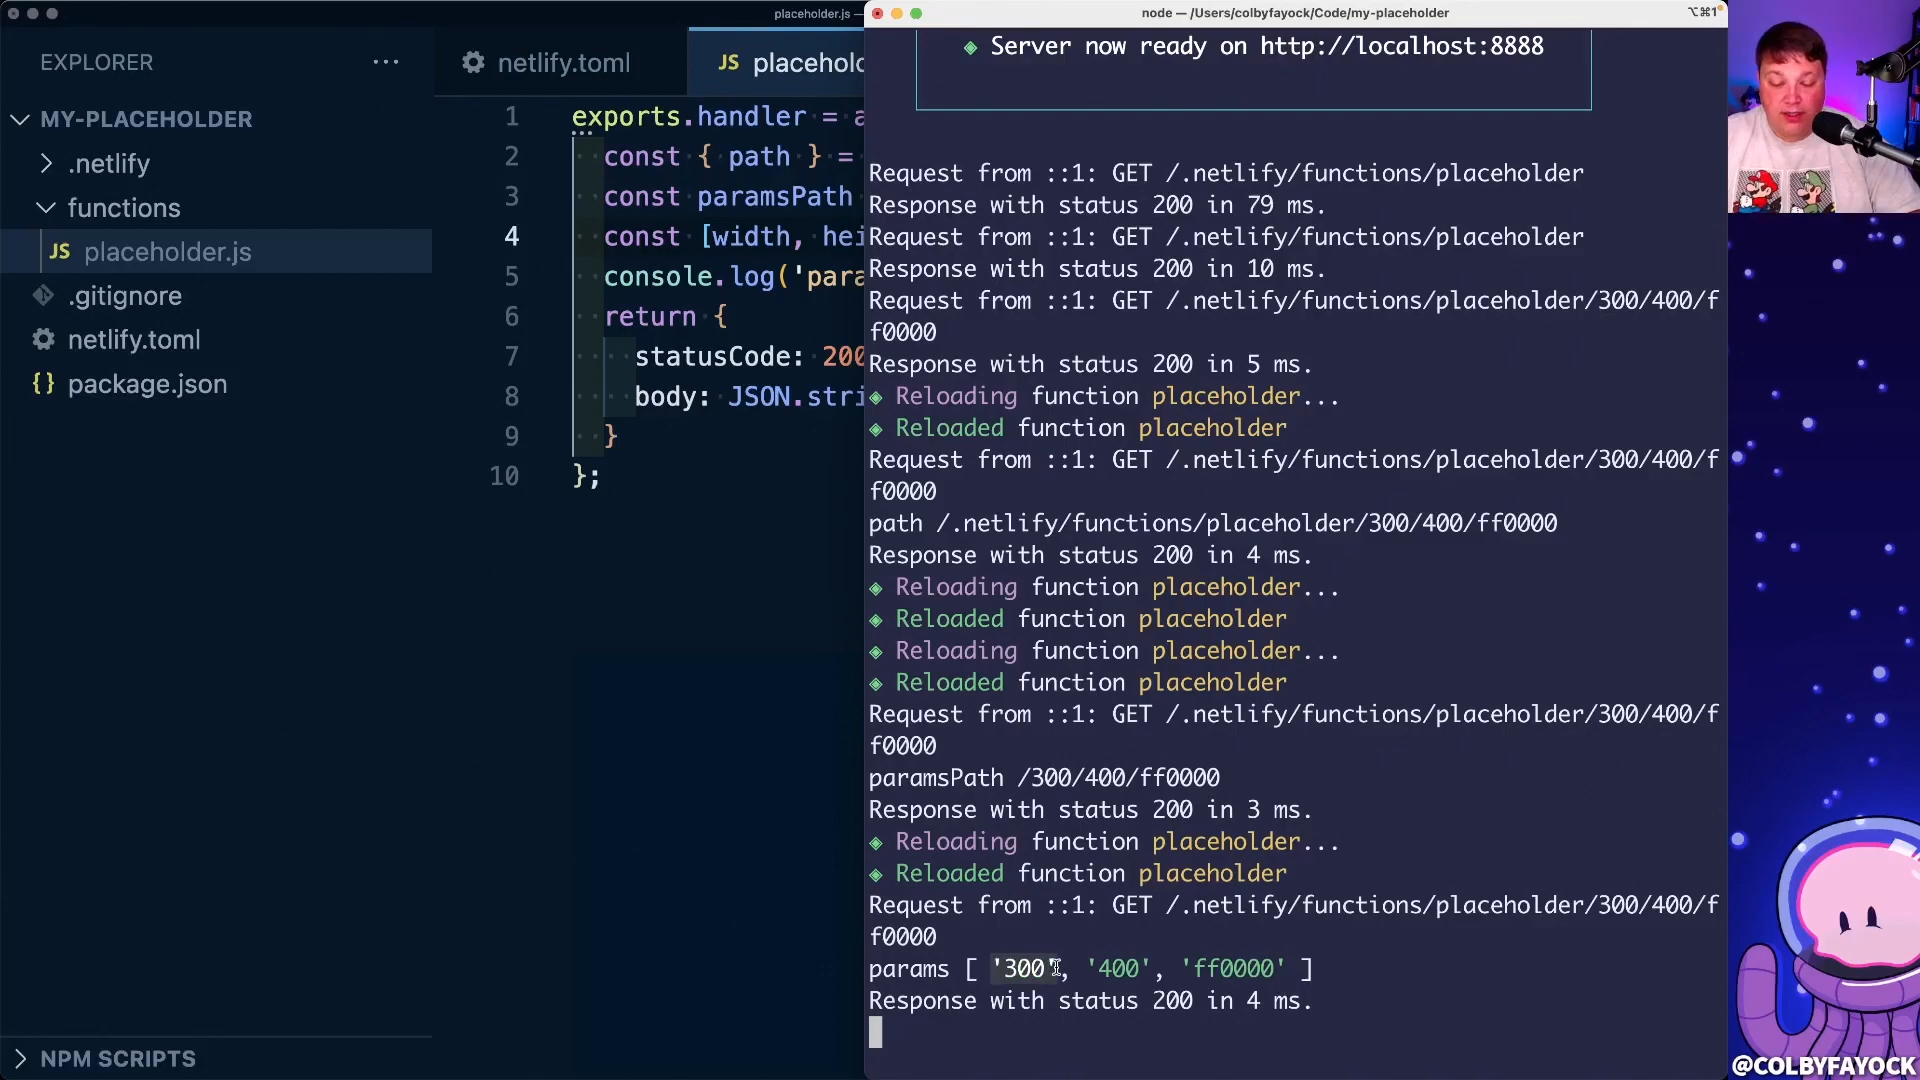 placeholder.js —
node — /Users/colbyfayock/Code/my-placeholder
⌥⌘1
EXPLORER
MY-PLACEHOLDER
.netlify
functions
JS placeholder.js
.gitignore
netlify.toml
{} package.json
NPM SCRIPTS
netlify.toml
JS placeholc
1 exports.handler = a
2 const { path } =
3 const paramsPath
4 const [width, hei
5 console.log('para
6 return {
7 statusCode: 200
8 body: JSON.stri
9 }
10 };
Server now ready on http://localhost:8888
Request from ::1: GET /.netlify/functions/placeholder
Response with status 200 in 79 ms.
Request from ::1: GET /.netlify/functions/placeholder
Response with status 200 in 10 ms.
Request from ::1: GET /.netlify/functions/placeholder/300/400/f
f0000
Response with status 200 in 5 ms.
◈ Reloading function placeholder...
◈ Reloaded function placeholder
Request from ::1: GET /.netlify/functions/placeholder/300/400/f
f0000
path /.netlify/functions/placeholder/300/400/ff0000
Response with status 200 in 4 ms.
◈ Reloading function placeholder...
◈ Reloaded function placeholder
◈ Reloading function placeholder...
◈ Reloaded function placeholder
Request from ::1: GET /.netlify/functions/placeholder/300/400/f
f0000
paramsPath /300/400/ff0000
Response with status 200 in 3 ms.
◈ Reloading function placeholder...
◈ Reloaded function placeholder
Request from ::1: GET /.netlify/functions/placeholder/300/400/f
f0000
params [ '300', '400', 'ff0000' ]
Response with status 200 in 4 ms.
@COLBYFAYOCK